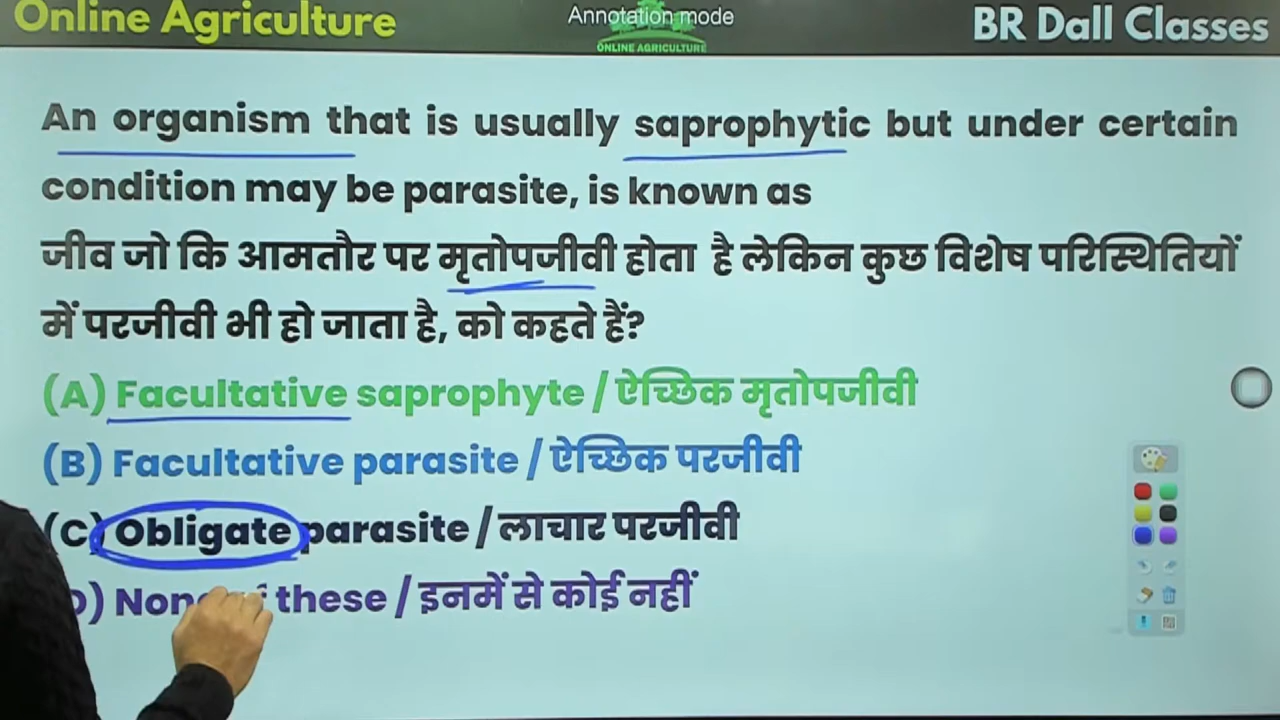 Online Agriculture
Annotation mode
ONLINE AGRICULTURE
BR Dall Classes
An organism that is usually saprophytic but under certain
condition may be parasite, is known as
जीव जो कि आमतौर पर मृतोपजीवी होता है लेकिन कुछ विशेष परिस्थितियों
में परजीवी भी हो जाता है, को कहते हैं?
(A) Facultative saprophyte / ऐच्छिक मृतोपजीवी
(B) Facultative parasite / ऐच्छिक परजीवी
(C) Obligate parasite / लाचार परजीवी
these / इनमें से कोई नहीं